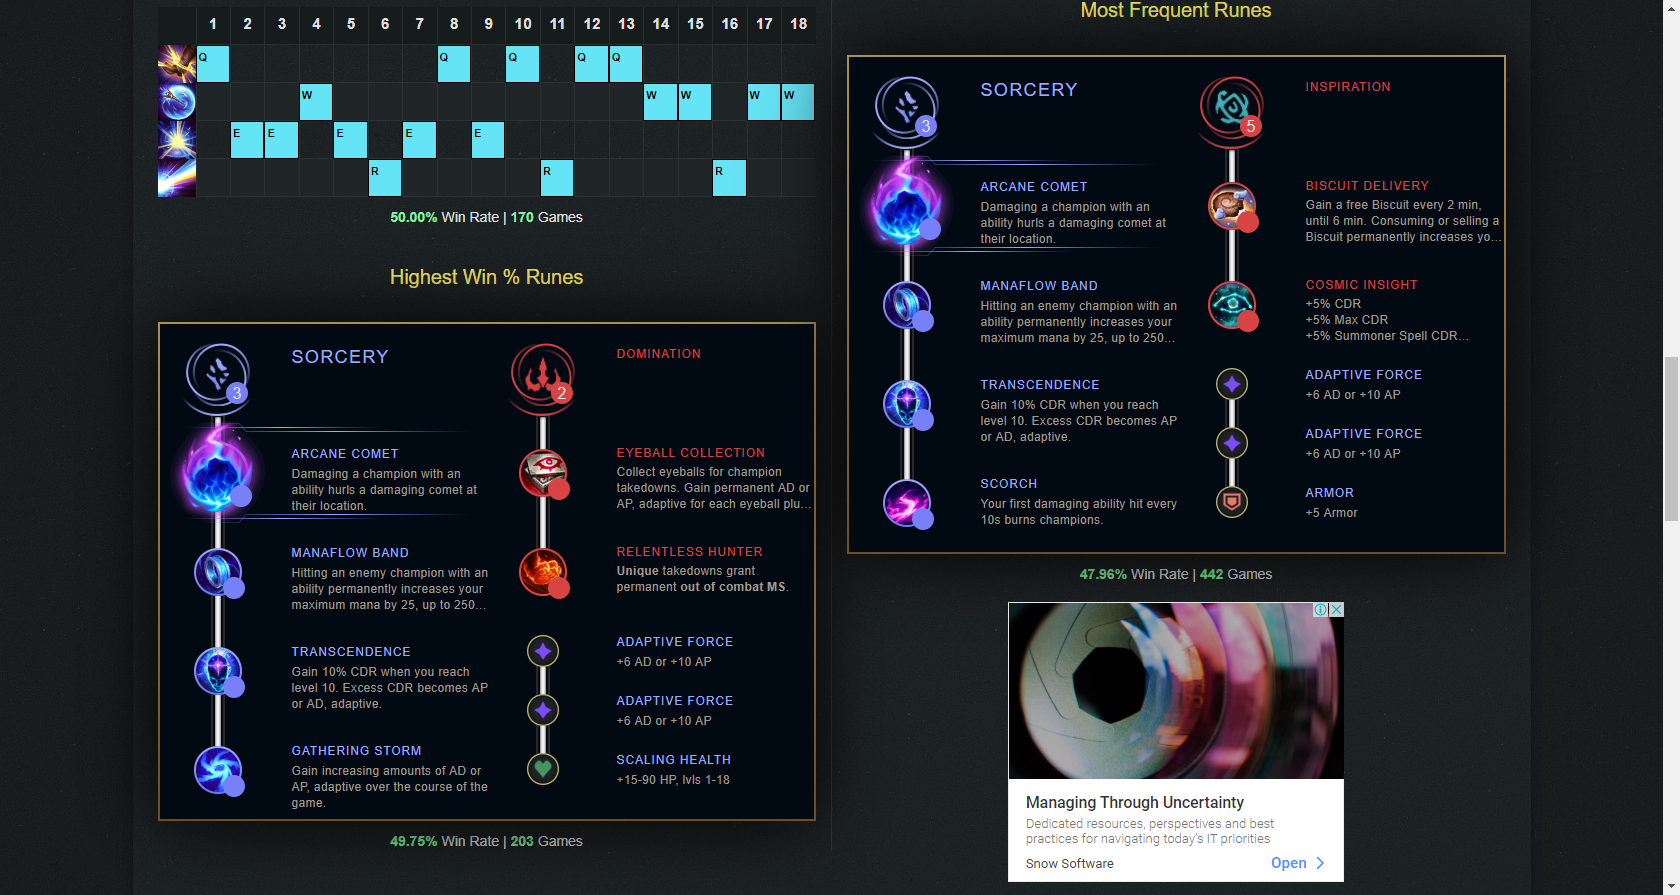 1 2 3 4 5 6 7 8 9 10 11 12 13 14 15 16 17 18
Q Q Q Q Q
W W W W W
E E E E E
R R R
50.00% Win Rate | 170 Games
Highest Win % Runes
3
SORCERY
ARCANE COMET
Damaging a champion with an
ability hurls a damaging comet at
their location.
MANAFLOW BAND
Hitting an enemy champion with an
ability permanently increases your
maximum mana by 25, up to 250...
TRANSCENDENCE
Gain 10% CDR when you reach
level 10. Excess CDR becomes AP
or AD, adaptive.
GATHERING STORM
Gain increasing amounts of AD or
AP, adaptive over the course of the
game.
2
DOMINATION
EYEBALL COLLECTION
Collect eyeballs for champion
takedowns. Gain permanent AD or
AP, adaptive for each eyeball plu...
RELENTLESS HUNTER
Unique takedowns grant
permanent out of combat MS.
ADAPTIVE FORCE
+6 AD or +10 AP
ADAPTIVE FORCE
+6 AD or +10 AP
SCALING HEALTH
+15-90 HP, lvls 1-18
49.75% Win Rate | 203 Games
Most Frequent Runes
3
SORCERY
ARCANE COMET
Damaging a champion with an
ability hurls a damaging comet at
their location.
MANAFLOW BAND
Hitting an enemy champion with an
ability permanently increases your
maximum mana by 25, up to 250...
TRANSCENDENCE
Gain 10% CDR when you reach
level 10. Excess CDR becomes AP
or AD, adaptive.
SCORCH
Your first damaging ability hit every
10s burns champions.
5
INSPIRATION
BISCUIT DELIVERY
Gain a free Biscuit every 2 min,
until 6 min. Consuming or selling a
Biscuit permanently increases yo...
COSMIC INSIGHT
+5% CDR
+5% Max CDR
+5% Summoner Spell CDR...
ADAPTIVE FORCE
+6 AD or +10 AP
ADAPTIVE FORCE
+6 AD or +10 AP
ARMOR
+5 Armor
47.96% Win Rate | 442 Games
Managing Through Uncertainty
Dedicated resources, perspectives and best
practices for navigating today's IT priorities
Snow Software
Open